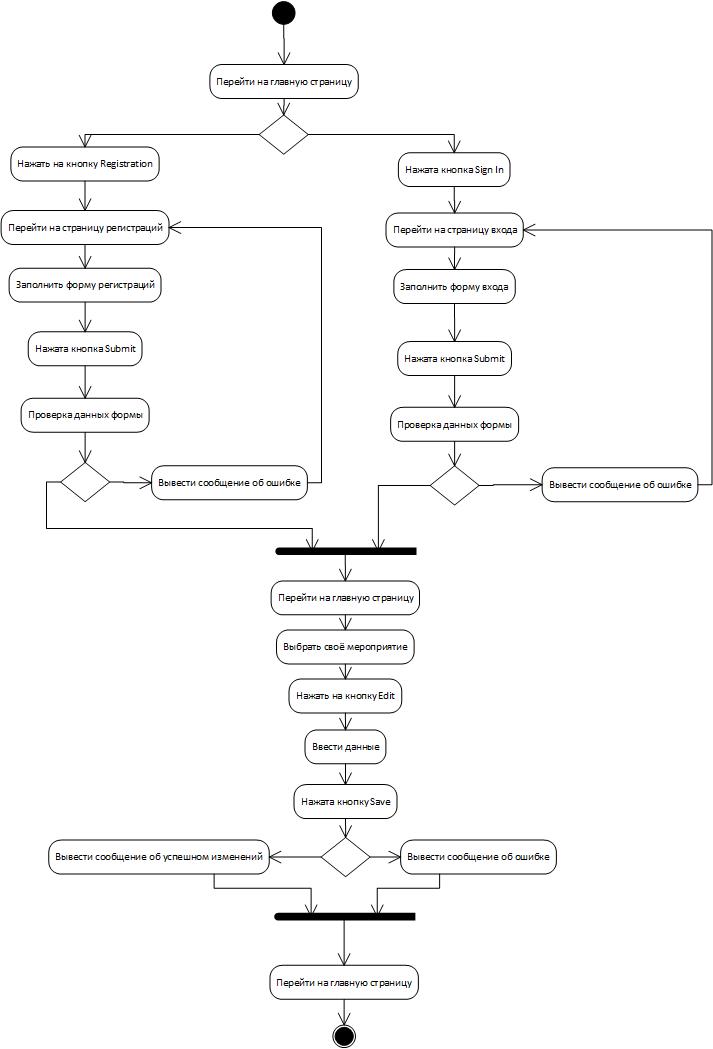 Перейти на главную страницу
Нажать на кнопку Registration
Перейти на страницу регистраций
Заполнить форму регистраций
Нажата кнопка Submit
Проверка данных формы
Вывести сообщение об ошибке
Нажата кнопка Sign In
Перейти на страницу входа
Заполнить форму входа
Нажата кнопка Submit
Проверка данных формы
Вывести сообщение об ошибке
Перейти на главную страницу
Выбрать своё мероприятие
Нажать на кнопку Edit
Ввести данные
Нажата кнопку Save
Вывести сообщение об успешном изменений
Вывести сообщение об ошибке
Перейти на главную страницу